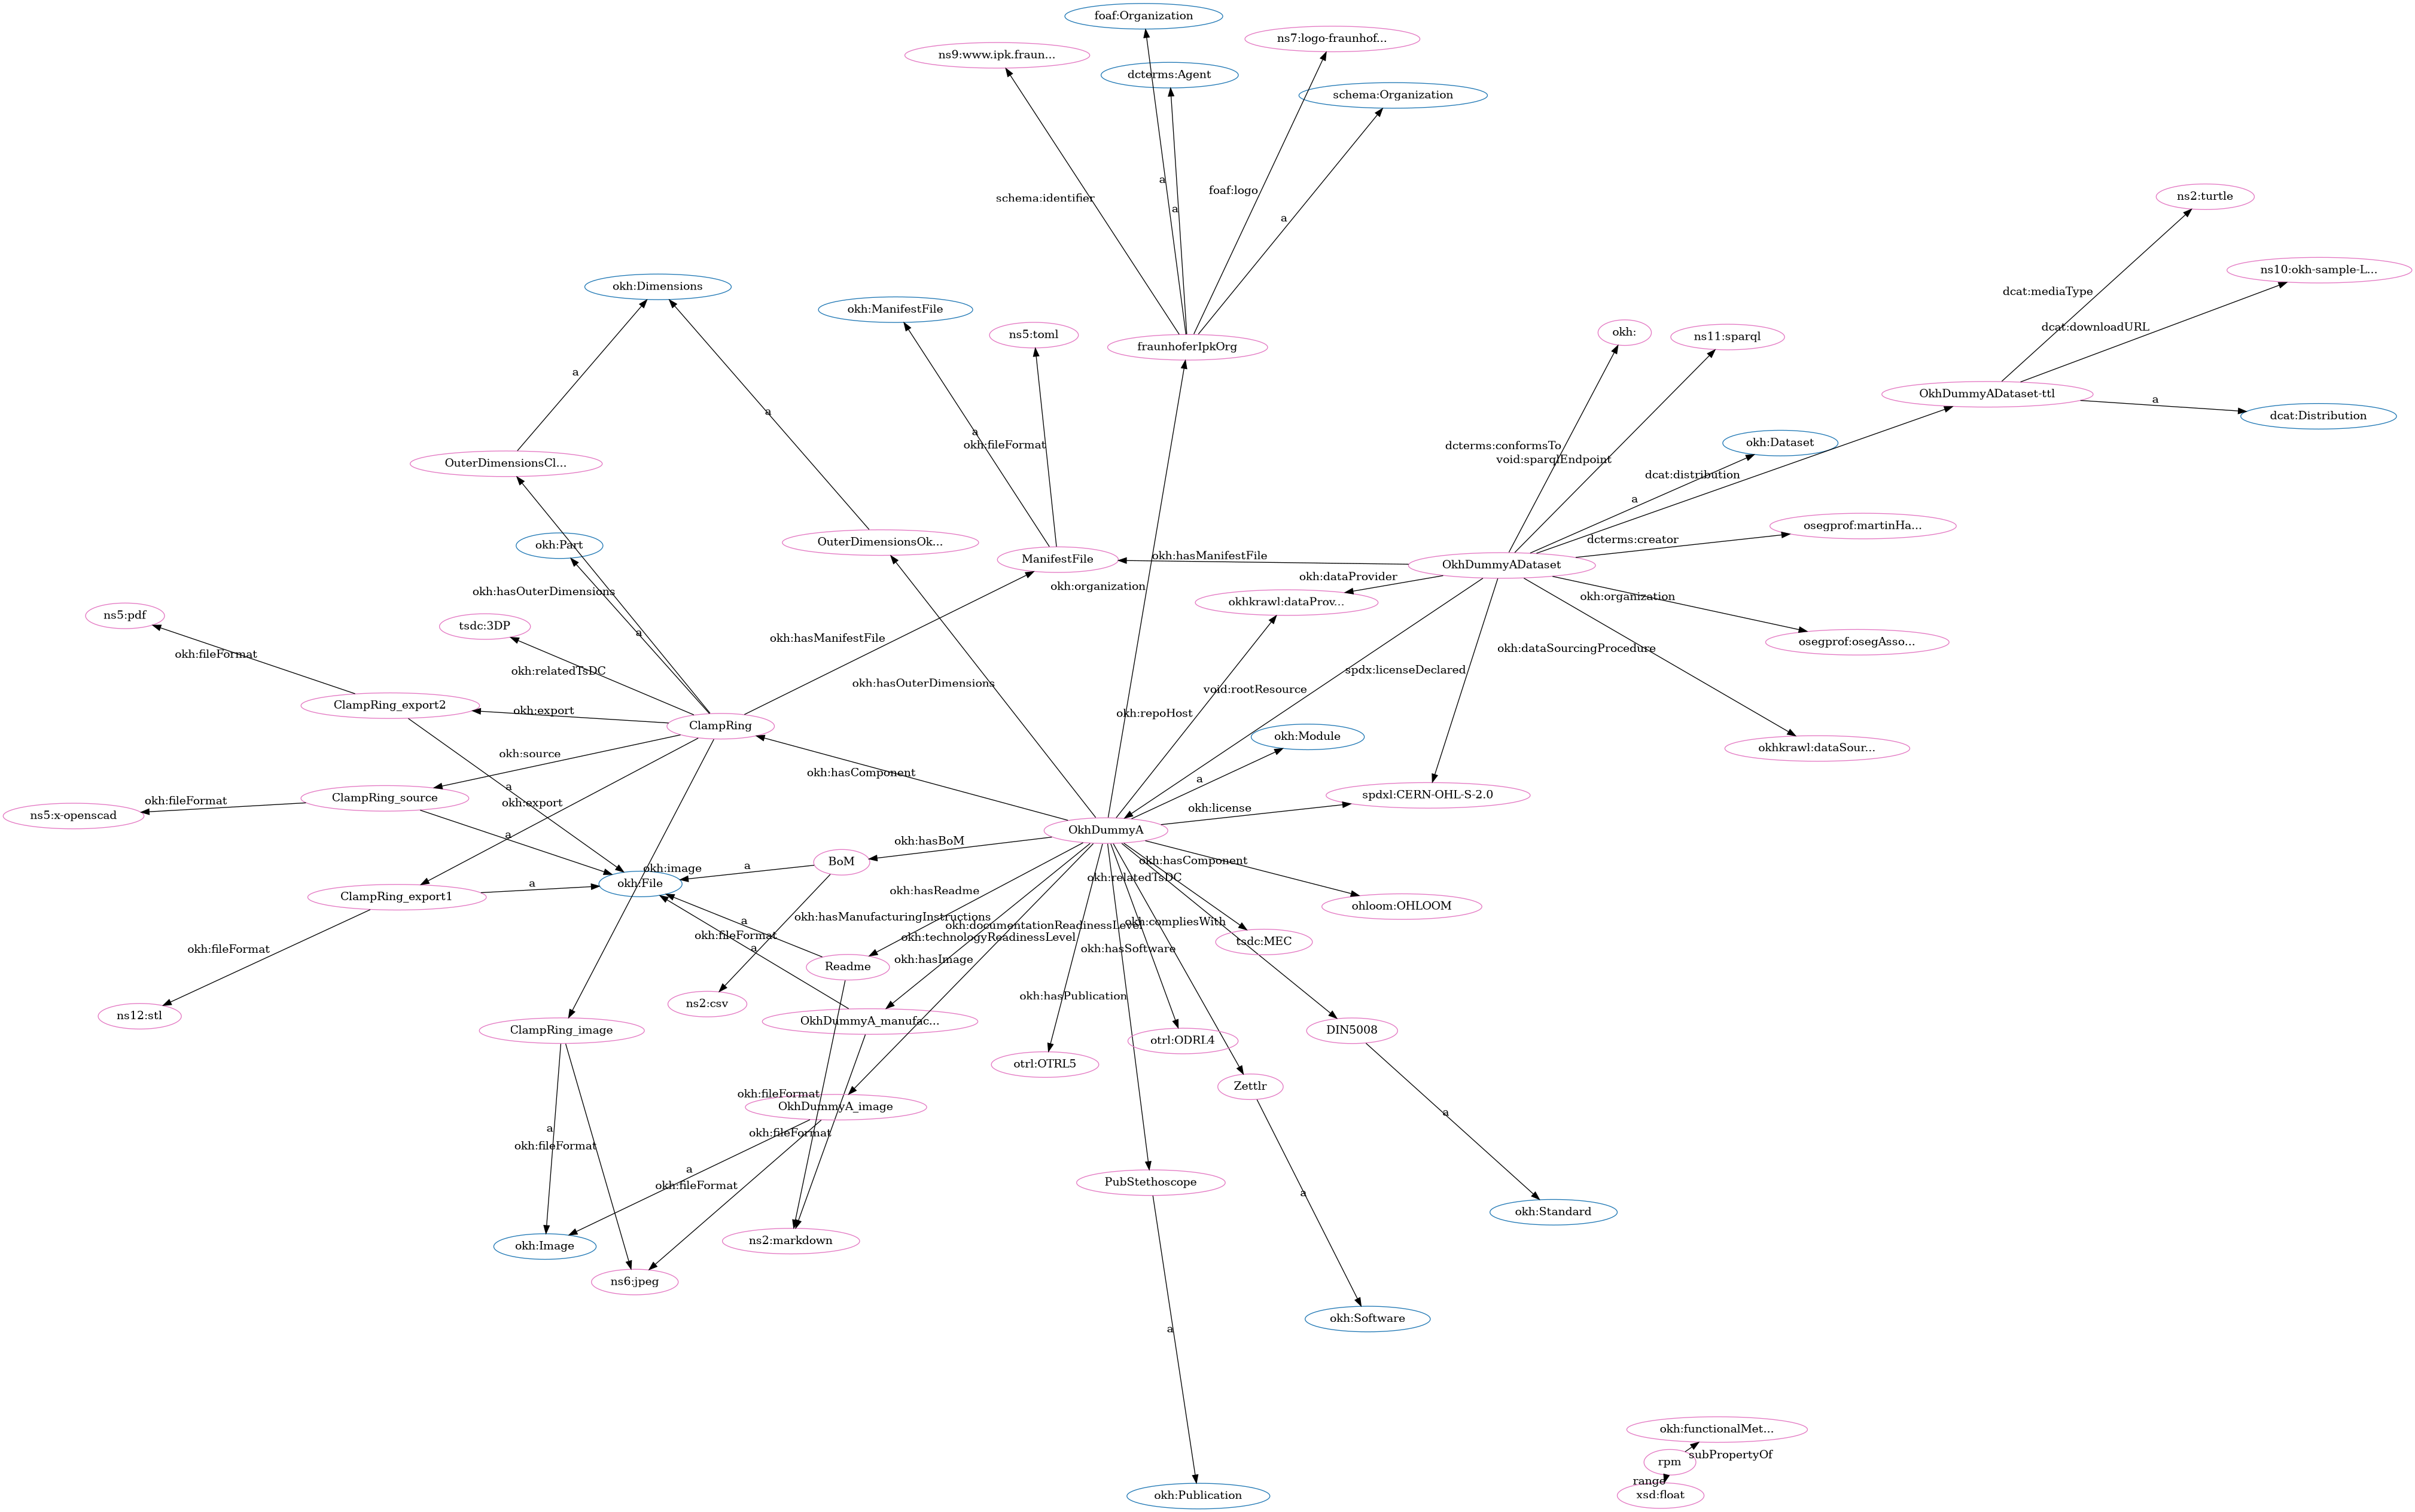 foaf:Organization
ns7:logo-fraunhof...
ns9:www.ipk.fraun...
dcterms:Agent
schema:Organization
a
schema:identifier
foaf:logo
a
a
ns2:turtle
ns10:okh-sample-L...
okh:Dimensions
dcat:mediaType
okh:ManifestFile
ns5:toml
okh:
ns11:sparql
dcat:downloadURL
fraunhoferIpkOrg
a
OkhDummyADataset-ttl
a
dcat:Distribution
a
a
okh:fileFormat
dcterms:conformsTo
void:sparqlEndpoint
okh:Dataset
OuterDimensionsCl...
dcat:distribution
a
okh:Part
OuterDimensionsOk...
osegprof:martinHa...
dcterms:creator
ManifestFile
okh:hasManifestFile
OkhDummyADataset
okh:dataProvider
okh:organization
okh:hasOuterDimensions
okhkrawl:dataProv...
okh:organization
ns5:pdf
tsdc:3DP
a
okh:hasManifestFile
osegprof:osegAsso...
okh:fileFormat
okh:relatedTsDC
okh:dataSourcingProcedure
spdx:licenseDeclared
okh:hasOuterDimensions
void:rootResource
ClampRing_export2
okh:export
okh:repoHost
ClampRing
okh:Module
okhkrawl:dataSour...
okh:source
okh:hasComponent
a
a
ClampRing_source
okh:fileFormat
okh:export
spdxl:CERN-OHL-S-2.0
okh:license
ns5:x-openscad
a
OkhDummyA
okh:hasBoM
BoM
okh:hasComponent
okh:image
a
okh:relatedTsDC
okh:File
a
okh:hasReadme
ClampRing_export1
ohloom:OHLOOM
okh:hasManufacturingInstructions
a
okh:documentationReadinessLevel
okh:compliesWith
okh:fileFormat
okh:technologyReadinessLevel
tsdc:MEC
a
okh:fileFormat
okh:hasSoftware
okh:hasImage
Readme
okh:hasPublication
ns2:csv
ns12:stl
OkhDummyA_manufac...
ClampRing_image
DIN5008
otrl:ODRL4
otrl:OTRL5
Zettlr
okh:fileFormat
OkhDummyA_image
a
a
okh:fileFormat
okh:fileFormat
a
okh:fileFormat
PubStethoscope
a
okh:Standard
ns2:markdown
okh:Image
ns6:jpeg
okh:Software
a
okh:functionalMet...
subPropertyOf
rpm
range
xsd:float
okh:Publication